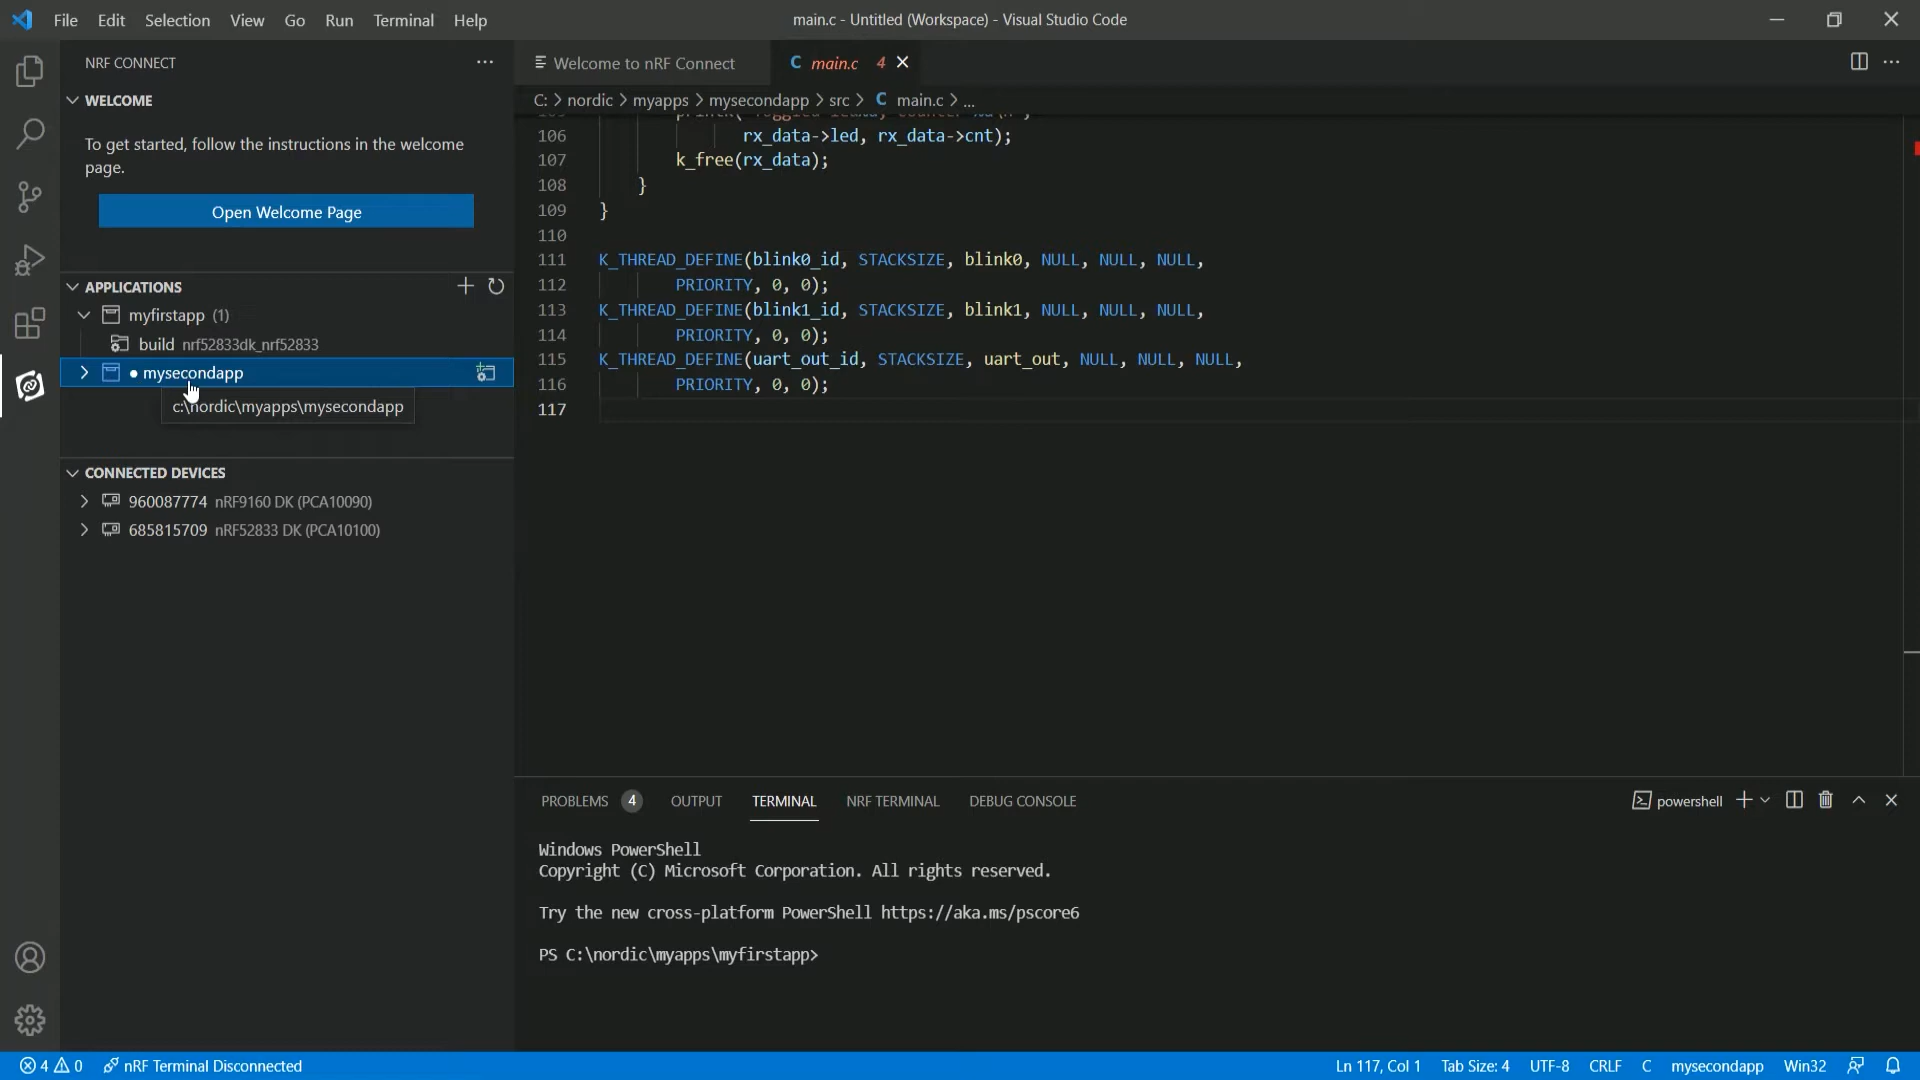 File Edit Selection View Go Run Terminal Help
main.c - Untitled (Workspace) - Visual Studio Code
NRF CONNECT
WELCOME
To get started, follow the instructions in the welcome
page.
Open Welcome Page
APPLICATIONS
myfirstapp (1)
build nrf52833dk_nrf52833
● mysecondapp
c:\nordic\myapps\mysecondapp
CONNECTED DEVICES
960087774 nRF9160 DK (PCA10090)
685815709 nRF52833 DK (PCA10100)
Welcome to nRF Connect
C main.c 4
C: > nordic > myapps > mysecondapp > src > C main.c > ...
106 rx_data->led, rx_data->cnt);
107 k_free(rx_data);
108 }
109 }
110
111 K_THREAD_DEFINE(blink0_id, STACKSIZE, blink0, NULL, NULL, NULL,
112 PRIORITY, 0, 0);
113 K_THREAD_DEFINE(blink1_id, STACKSIZE, blink1, NULL, NULL, NULL,
114 PRIORITY, 0, 0);
115 K_THREAD_DEFINE(uart_out_id, STACKSIZE, uart_out, NULL, NULL, NULL,
116 PRIORITY, 0, 0);
117
PROBLEMS 4 OUTPUT TERMINAL NRF TERMINAL DEBUG CONSOLE
powershell
Windows PowerShell
Copyright (C) Microsoft Corporation. All rights reserved.
Try the new cross-platform PowerShell https://aka.ms/pscore6
PS C:\nordic\myapps\myfirstapp>
4 0 nRF Terminal Disconnected
Ln 117, Col 1 Tab Size: 4 UTF-8 CRLF C mysecondapp Win32